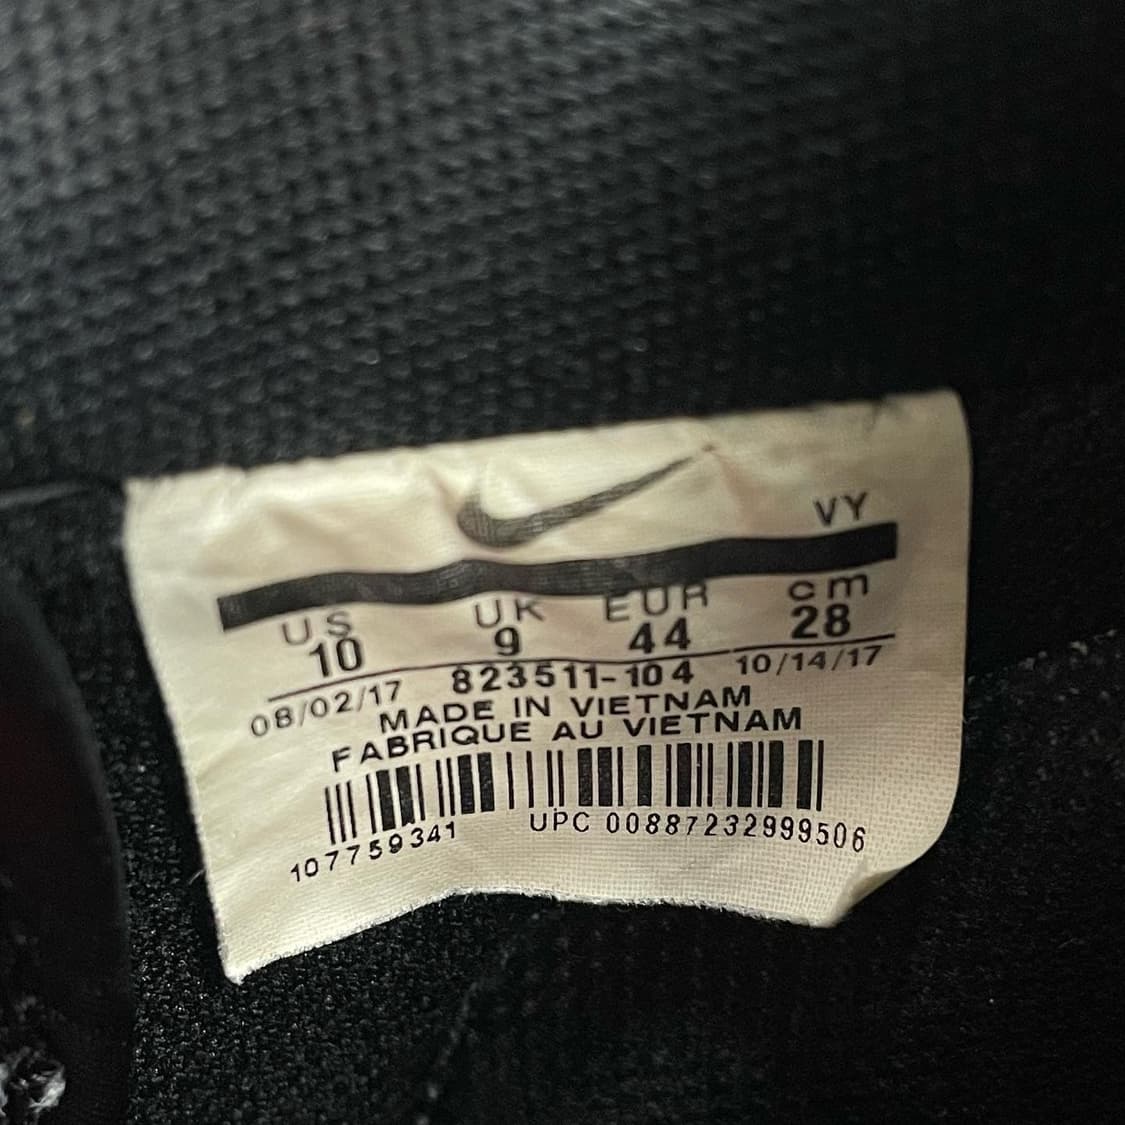 VY
US UK EUR cm
10 9 44 28
08/02/17 823511-104 10/14/17
MADE IN VIETNAM
FABRIQUE AU VIETNAM
107759341 UPC 00887232999506